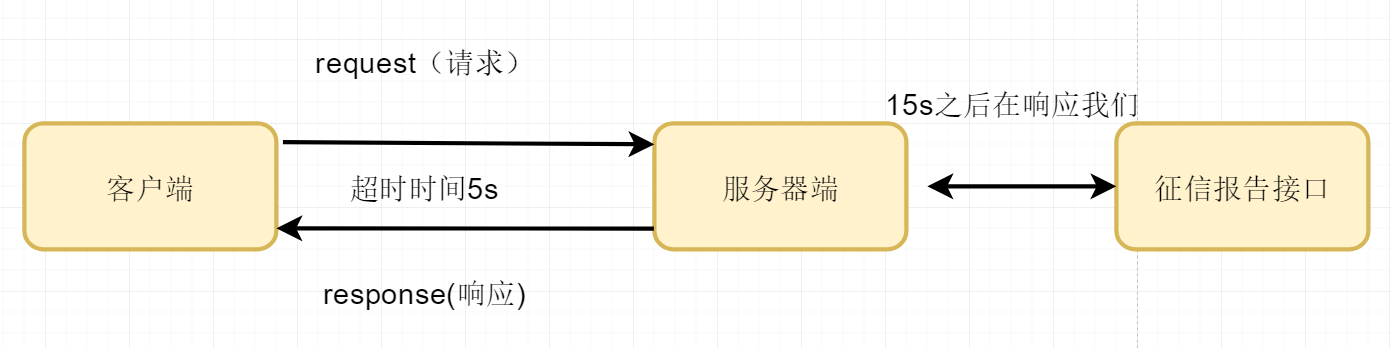 request（请求）
15s之后在响应我们
客户端
超时时间5s
服务器端
征信报告接口
response(响应)